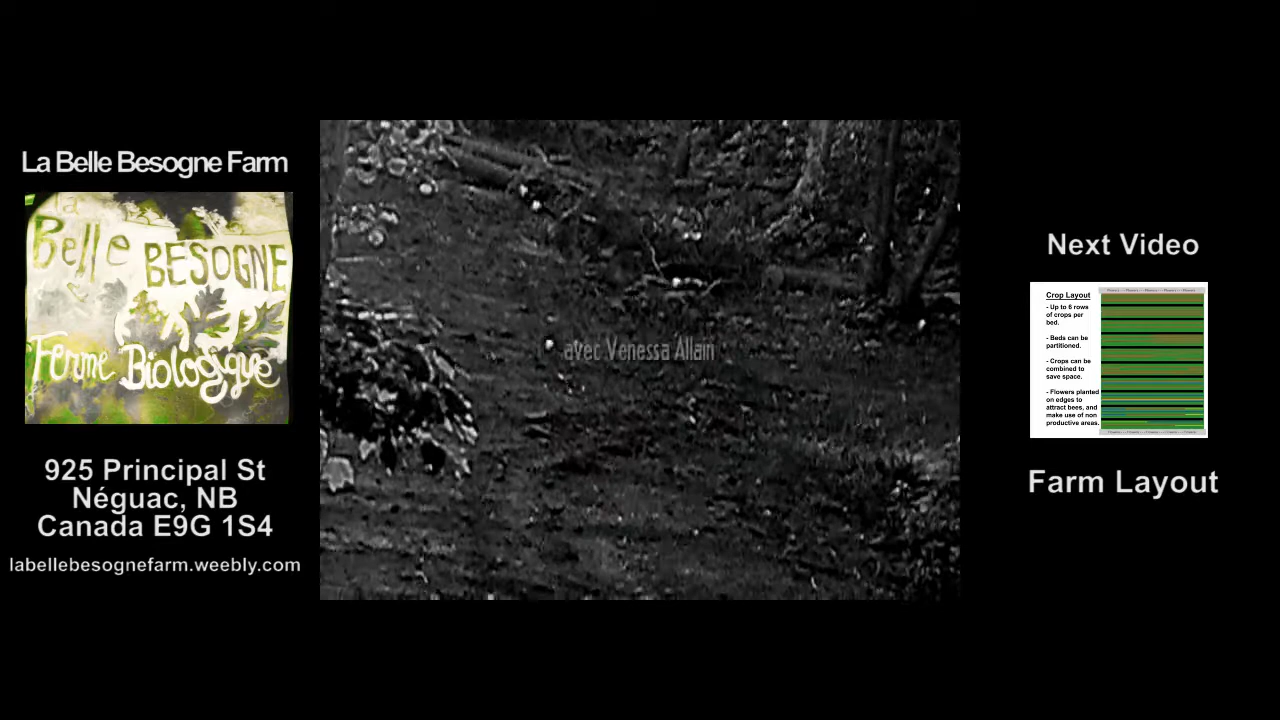 La Belle Besogne Farm
la
Belle BESOGNE
Ferme Biologique
925 Principal St
Néguac, NB
Canada E9G 1S4
labellebesognefarm.weebly.com
avec Venessa Allain
Next Video
Crop Layout
- Up to 6 rows
of crops per
bed.
- Beds can be
partitioned.
- Crops can be
combined to
save space.
- Flowers planted
on edges to
attract bees, and
make use of non
productive areas.
Farm Layout